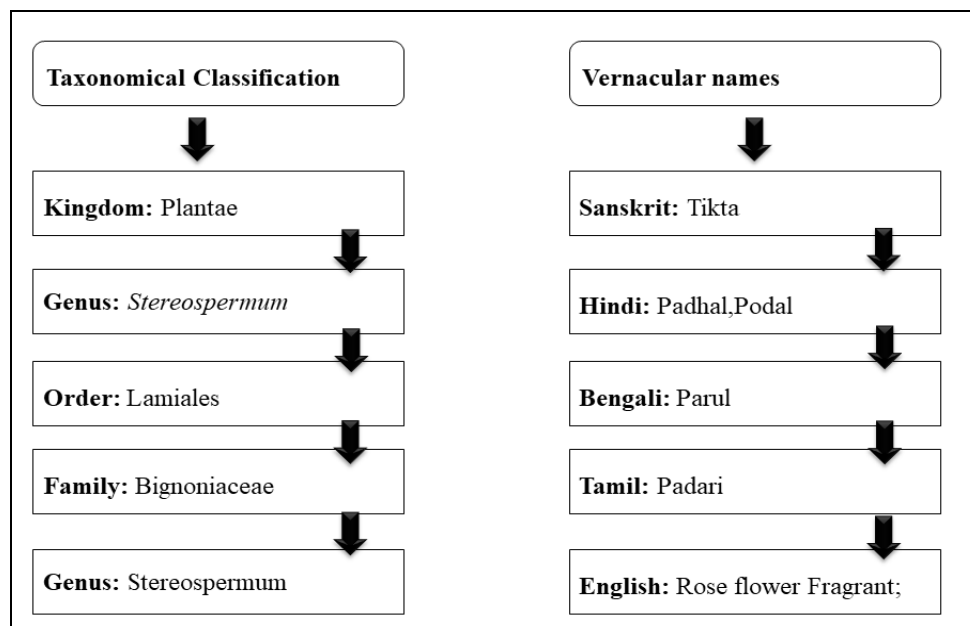 Taxonomical Classification
Kingdom: Plantae
Genus: Stereospermum
Order: Lamiales
Family: Bignoniaceae
Genus: Stereospermum
Vernacular names
Sanskrit: Tikta
Hindi: Padhal,Podal
Bengali: Parul
Tamil: Padari
English: Rose flower Fragrant;